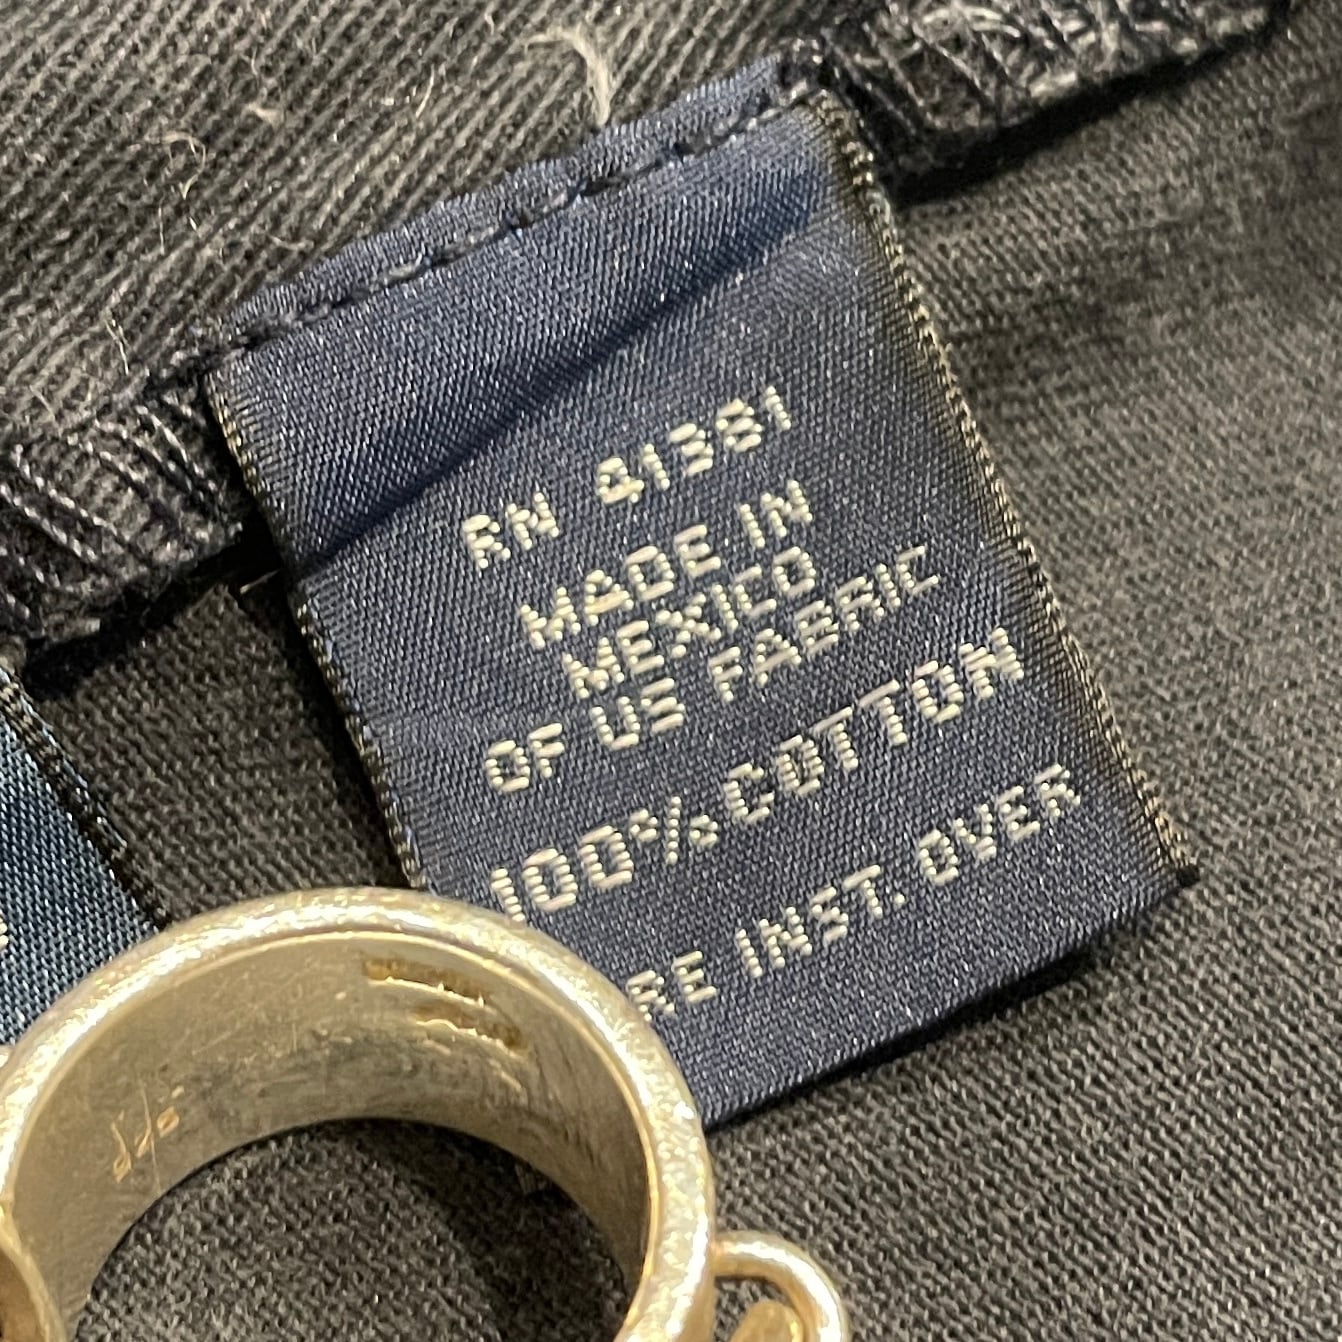 RN 41381
MADE IN
MEXICO
OF US FABRIC
100% COTTON
RE INST. OVER